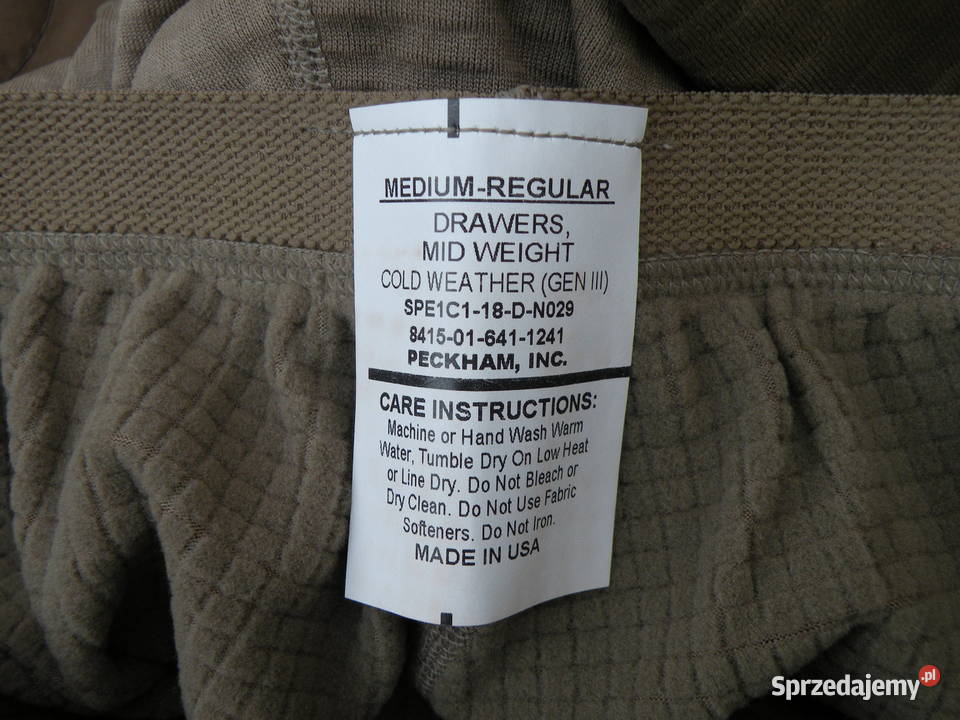 MEDIUM-REGULAR
DRAWERS,
MID WEIGHT
COLD WEATHER (GEN III)
SPE1C1-18-D-N029
8415-01-641-1241
PECKHAM, INC.
CARE INSTRUCTIONS:
Machine or Hand Wash Warm
Water, Tumble Dry On Low Heat
or Line Dry. Do Not Bleach or
Dry Clean. Do Not Use Fabric
Softeners. Do Not Iron.
MADE IN USA
Sprzedajemy.pl